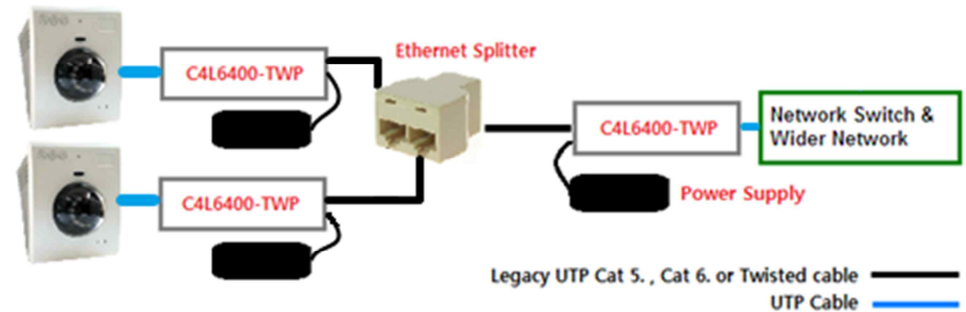 Ethernet Splitter
C4L6400-TWP
C4L6400-TWP
C4L6400-TWP
Network Switch &
Wider Network
Power Supply
Legacy UTP Cat 5. , Cat 6. or Twisted cable
UTP Cable